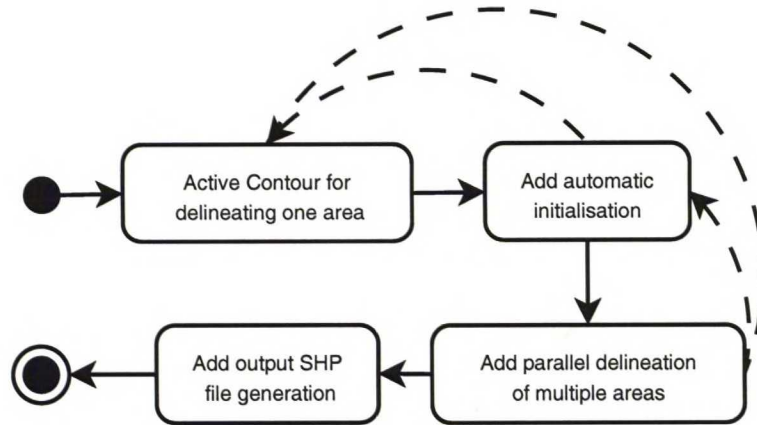 Active Contour for
delineating one area
Add automatic
initialisation
Add output SHP
file generation
Add parallel delineation
of multiple areas